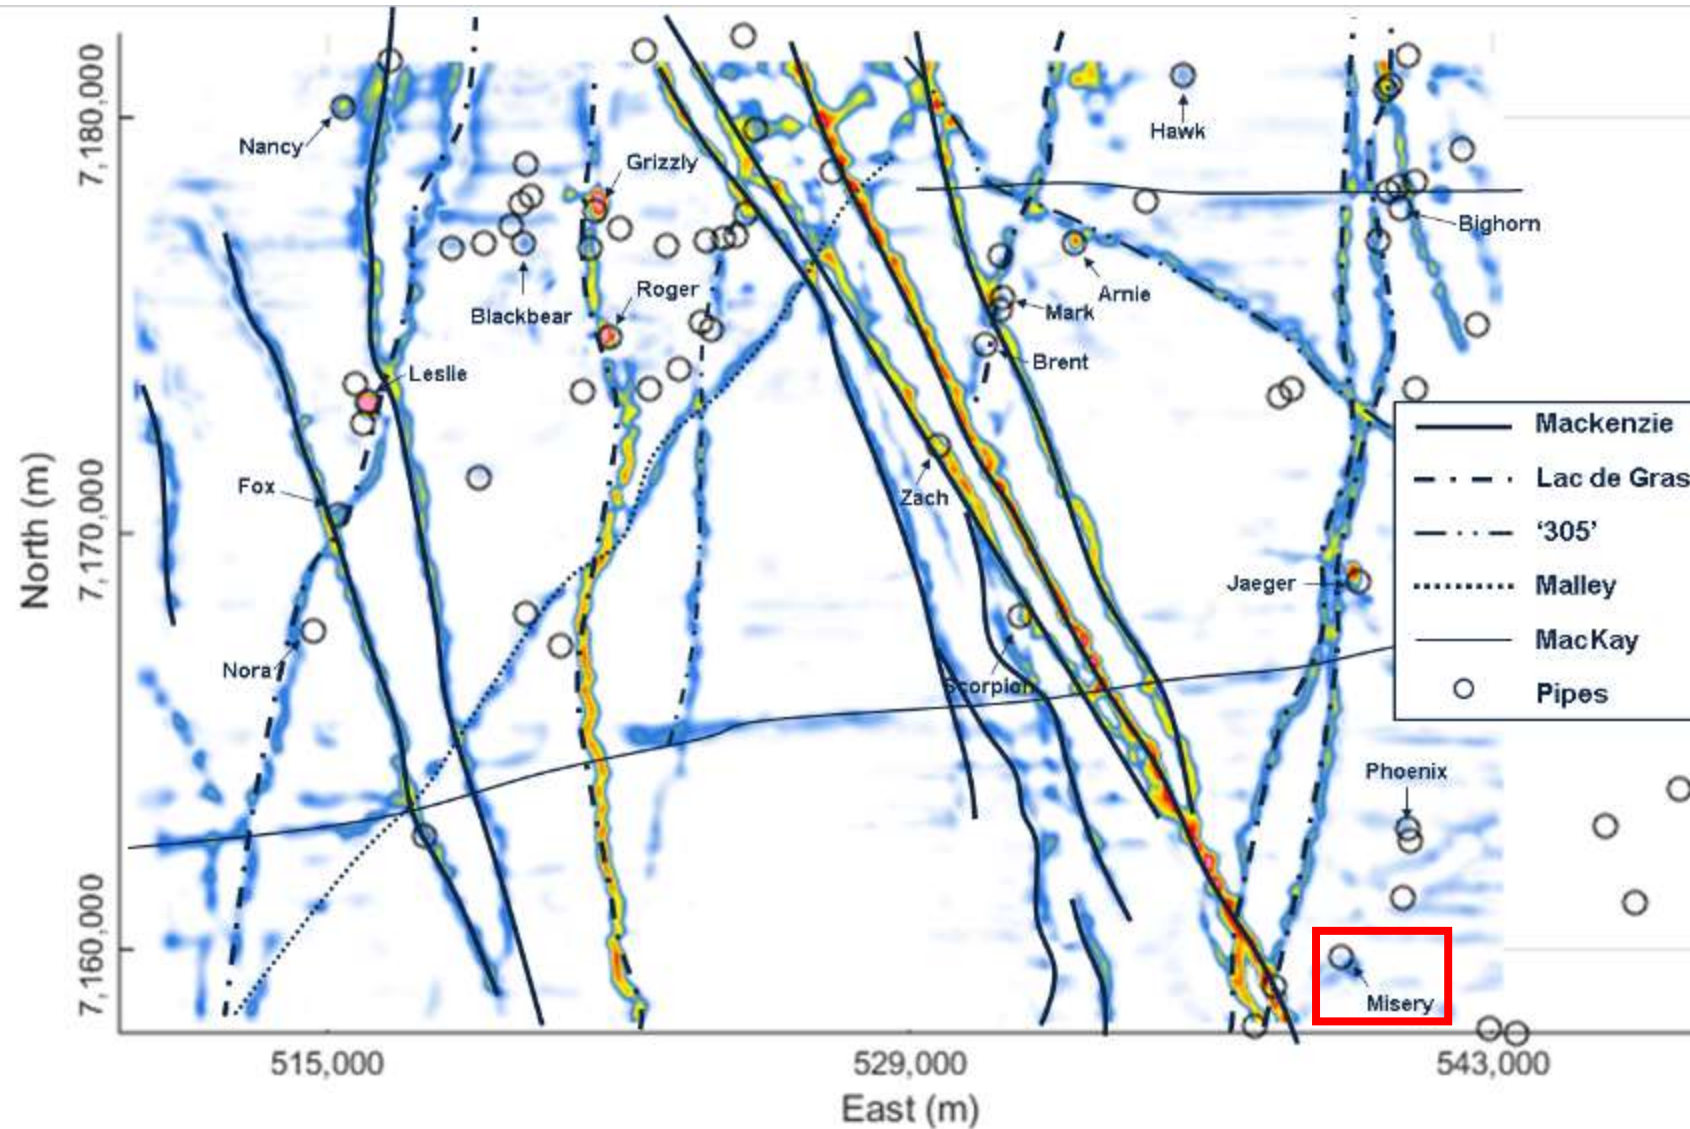 7,180,000
7,170,000
7,160,000
North (m)
515,000
529,000
543,000
East (m)
Nancy
Grizzly
Hawk
Bighorn
Blackbear
Roger
Arnie
Mark
Brent
Leslie
Fox
Zach
Jaeger
Nora
Scorpion
Phoenix
Misery
Mackenzie
Lac de Gras
‘305’
Malley
MacKay
Pipes